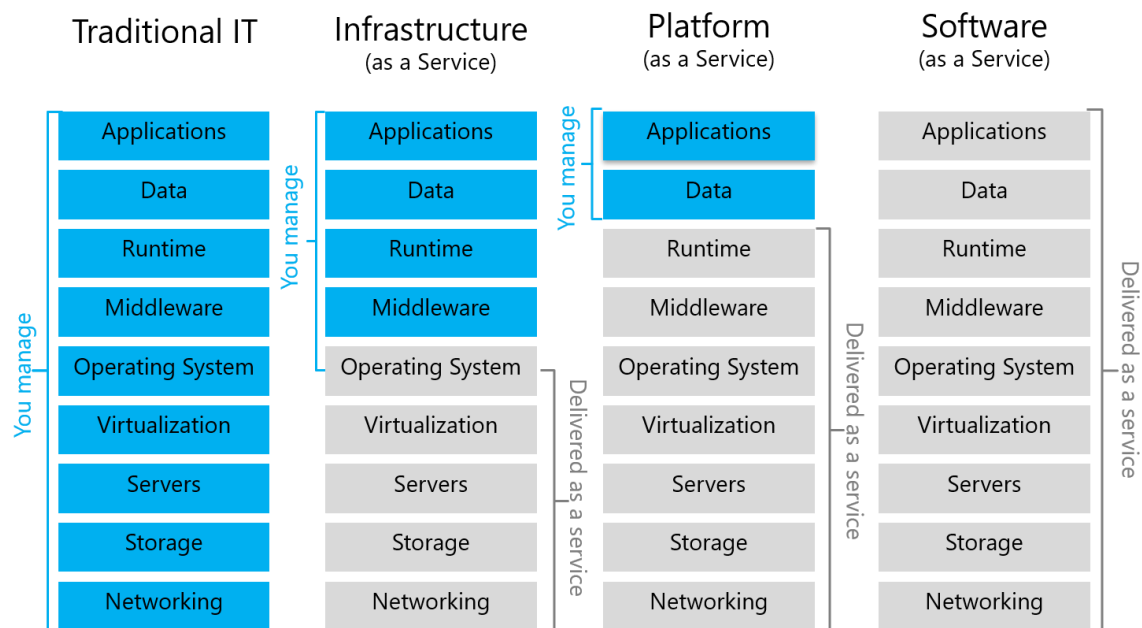 Traditional IT
Infrastructure
(as a Service)
Platform
(as a Service)
Software
(as a Service)
You manage
Applications
Data
Runtime
Middleware
Operating System
Virtualization
Servers
Storage
Networking
You manage
Applications
Data
Runtime
Middleware
Operating System
Virtualization
Servers
Storage
Networking
Delivered as a service
You manage
Applications
Data
Runtime
Middleware
Operating System
Virtualization
Servers
Storage
Networking
Delivered as a service
Applications
Data
Runtime
Middleware
Operating System
Virtualization
Servers
Storage
Networking
Delivered as a service